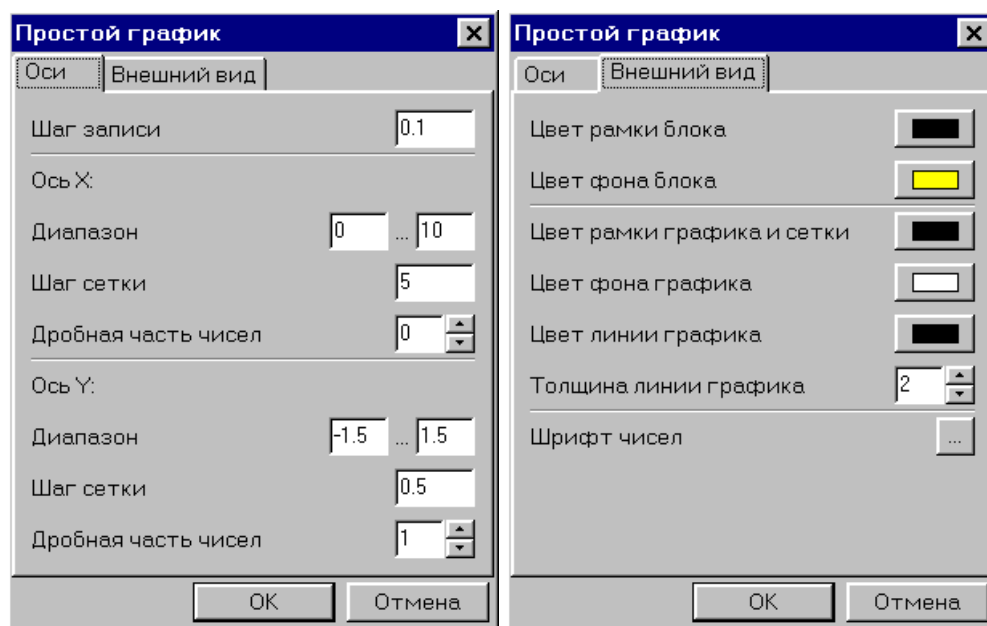 Простой график
Оси Внешний вид
Шаг записи 0.1
Ось X:
Диапазон 0 ... 10
Шаг сетки 5
Дробная часть чисел 0
Ось Y:
Диапазон -1.5 ... 1.5
Шаг сетки 0.5
Дробная часть чисел 1
OK Отмена
Простой график
Оси Внешний вид
Цвет рамки блока
Цвет фона блока
Цвет рамки графика и сетки
Цвет фона графика
Цвет линии графика
Толщина линии графика 2
Шрифт чисел ...
OK Отмена